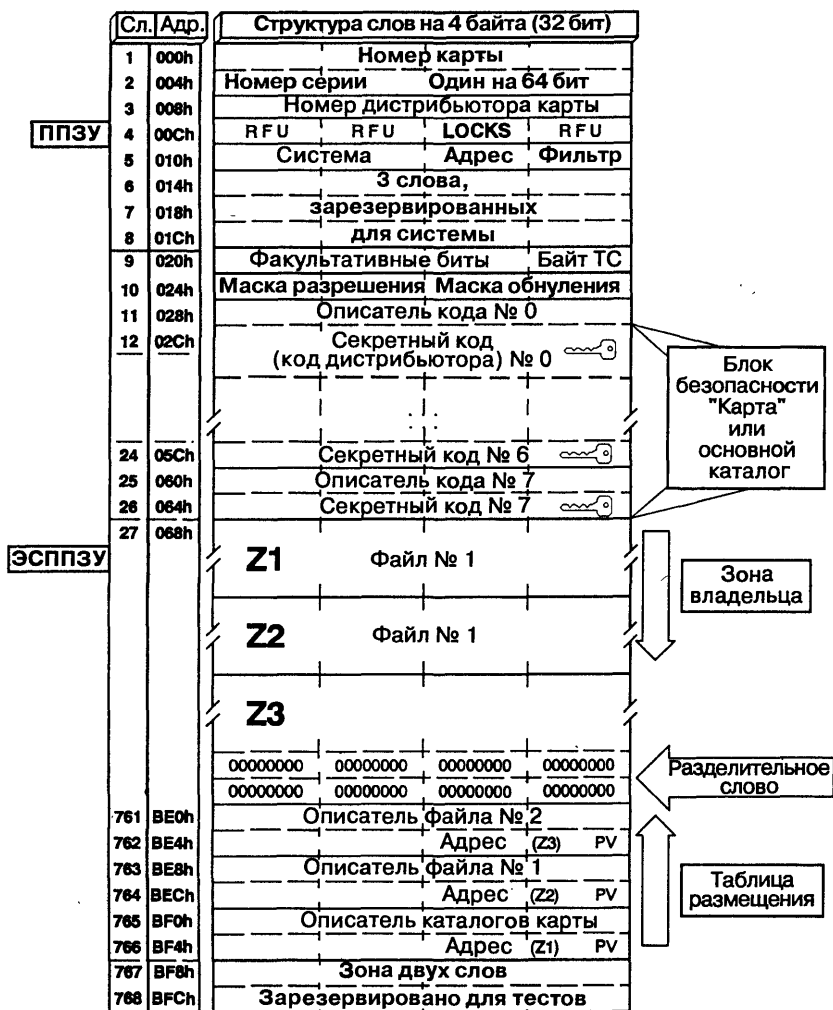 Сл. Адр. Структура слов на 4 байта (32 бит)
1 000h Номер карты
2 004h Номер серии Один на 64 бит
3 008h Номер дистрибьютора карты
ППЗУ 4 00Ch RFU RFU LOCKS RFU
5 010h Система Адрес Фильтр
6 014h 3 слова,
7 018h зарезервированных
8 01Ch для системы
9 020h Факультативные биты Байт ТС
10 024h Маска разрешения Маска обнуления
11 028h Описатель кода № 0
12 02Ch Секретный код
(код дистрибьютора) № 0
Блок
безопасности
"Карта"
или
основной
каталог
24 05Ch Секретный код № 6
25 060h Описатель кода № 7
26 064h Секретный код № 7
27 068h
ЭСППЗУ Z1 Файл № 1
Зона
владельца
Z2 Файл № 1
Z3
00000000 00000000 00000000 00000000
00000000 00000000 00000000 00000000
Разделительное
слово
761 BE0h Описатель файла № 2
762 BE4h Адрес (Z3) PV
763 BE8h Описатель файла № 1
764 BECh Адрес (Z2) PV
765 BF0h Описатель каталогов карты
766 BF4h Адрес (Z1) PV
Таблица
размещения
767 BF8h Зона двух слов
768 BFCh Зарезервировано для тестов